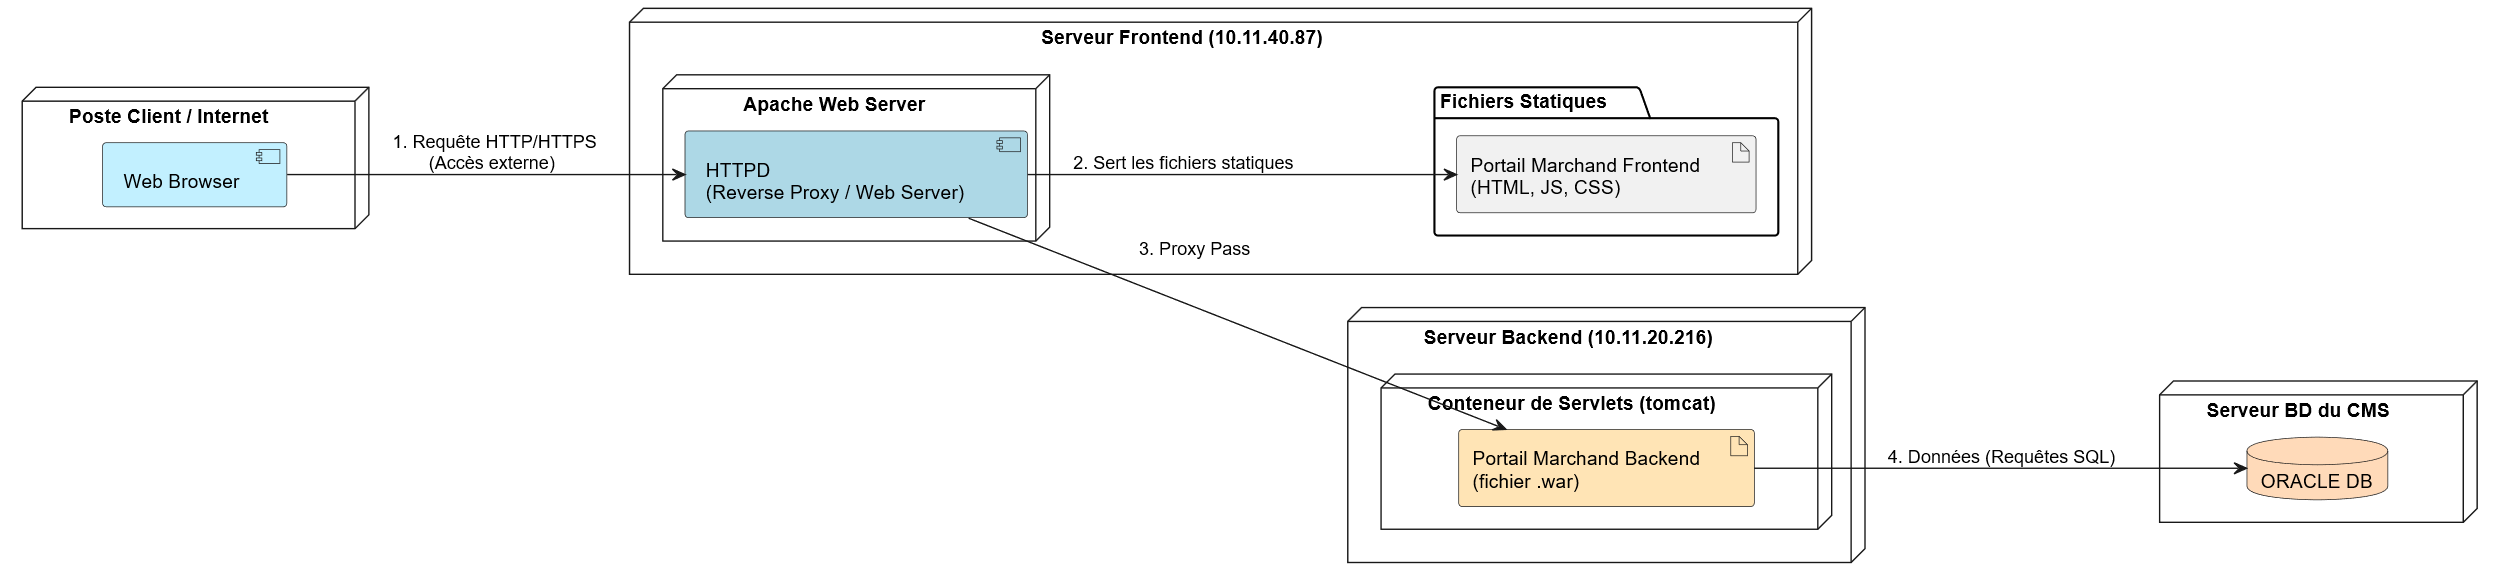 Serveur Frontend (10.11.40.87)
Poste Client / Internet
Web Browser
1. Requête HTTP/HTTPS
(Accès externe)
Apache Web Server
HTTPD
(Reverse Proxy / Web Server)
2. Sert les fichiers statiques
Fichiers Statiques
Portail Marchand Frontend
(HTML, JS, CSS)
3. Proxy Pass
Serveur Backend (10.11.20.216)
Conteneur de Servlets (tomcat)
Portail Marchand Backend
(fichier .war)
4. Données (Requêtes SQL)
Serveur BD du CMS
ORACLE DB